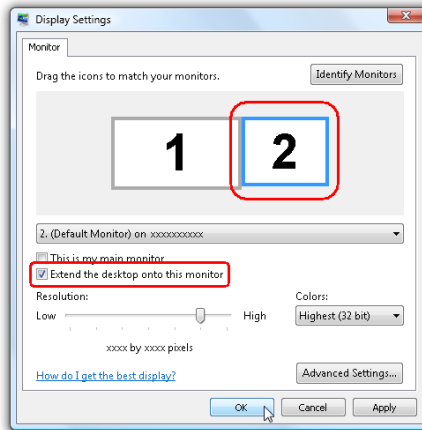 Display Settings
Monitor
Drag the icons to match your monitors.
Identify Monitors
1
2
2. (Default Monitor) on xxxxxxxxxx
This is my main monitor
Extend the desktop onto this monitor
Resolution:
Colors:
Low
High
Highest (32 bit)
xxxx by xxxx pixels
How do I get the best display?
Advanced Settings...
OK
Cancel
Apply